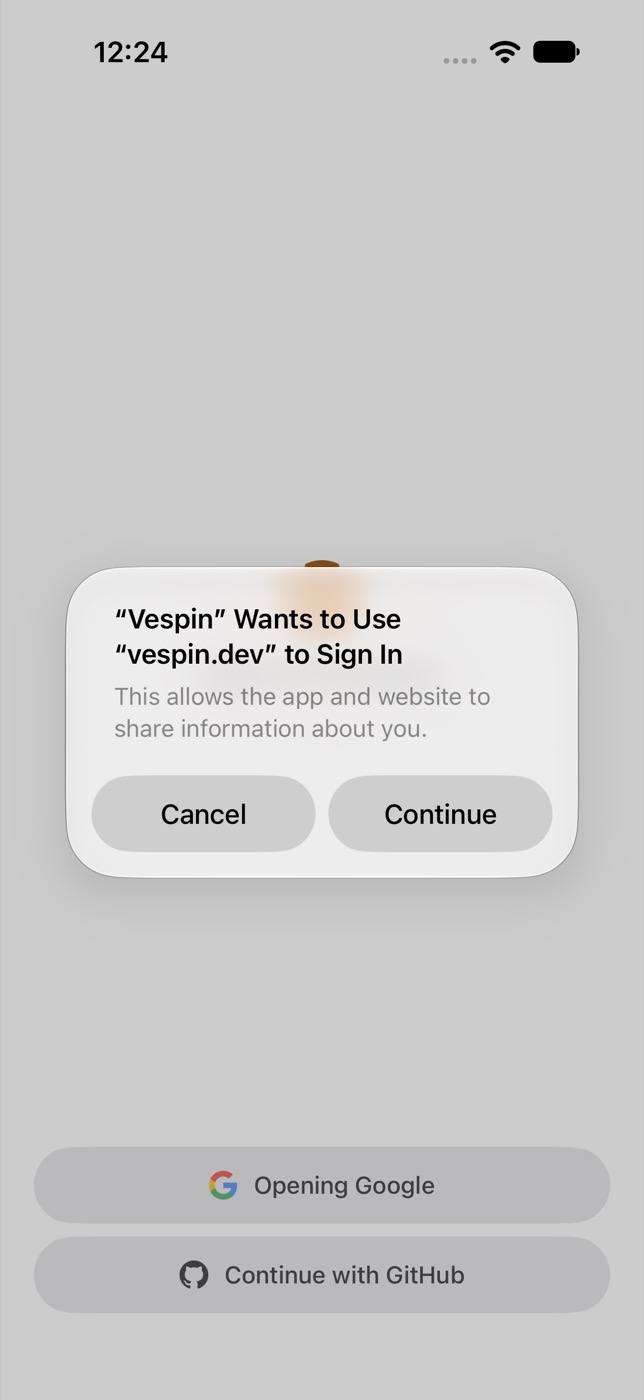 12:24
“Vespin” Wants to Use
“vespin.dev” to Sign In
This allows the app and website to
share information about you.
Cancel
Continue
Opening Google
Continue with GitHub